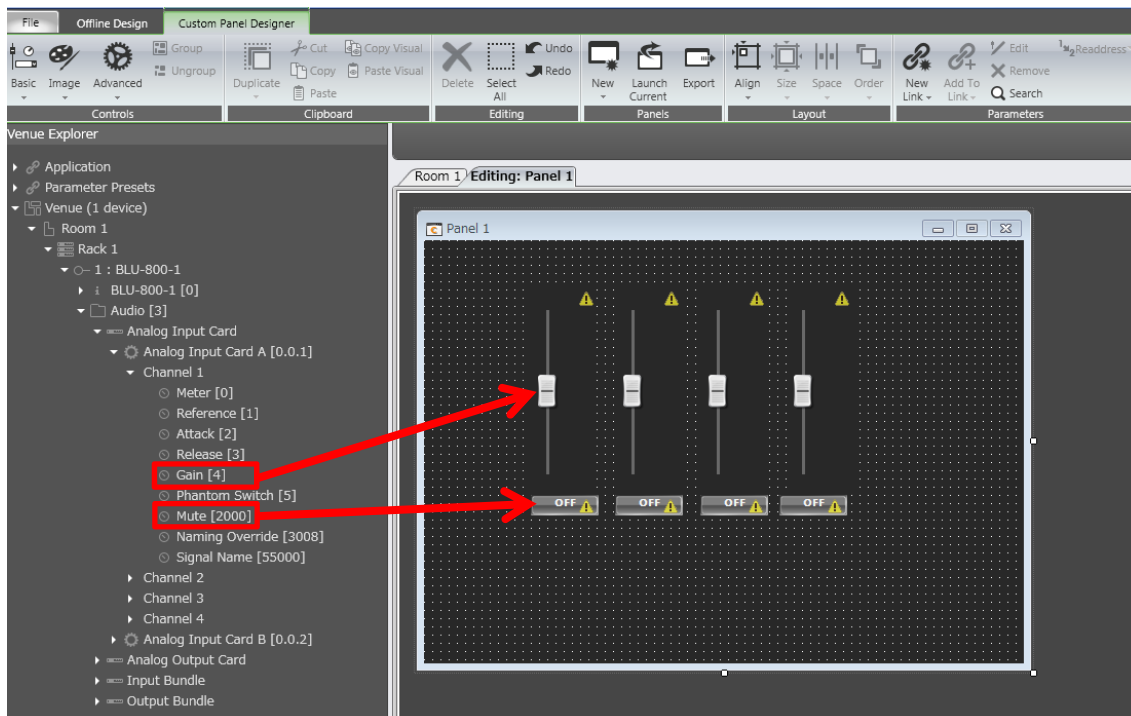 File Offline Design Custom Panel Designer
Group Cut Copy Visual Undo Edit 1₂Readdress
Ungroup Copy Paste Visual Redo Remove
Basic Image Advanced Duplicate Paste Delete Select All New Launch Current Export Align Size Space Order New Link Add To Link Search
Controls Clipboard Editing Panels Layout Parameters
Venue Explorer
Application
Parameter Presets
Venue (1 device)
Room 1
Rack 1
1 : BLU-800-1
i BLU-800-1 [0]
Audio [3]
Analog Input Card
Analog Input Card A [0.0.1]
Channel 1
Meter [0]
Reference [1]
Attack [2]
Release [3]
Gain [4]
Phantom Switch [5]
Mute [2000]
Naming Override [3008]
Signal Name [55000]
Channel 2
Channel 3
Channel 4
Analog Input Card B [0.0.2]
Analog Output Card
Input Bundle
Output Bundle
Room 1 Editing: Panel 1
C Panel 1
OFF OFF OFF OFF